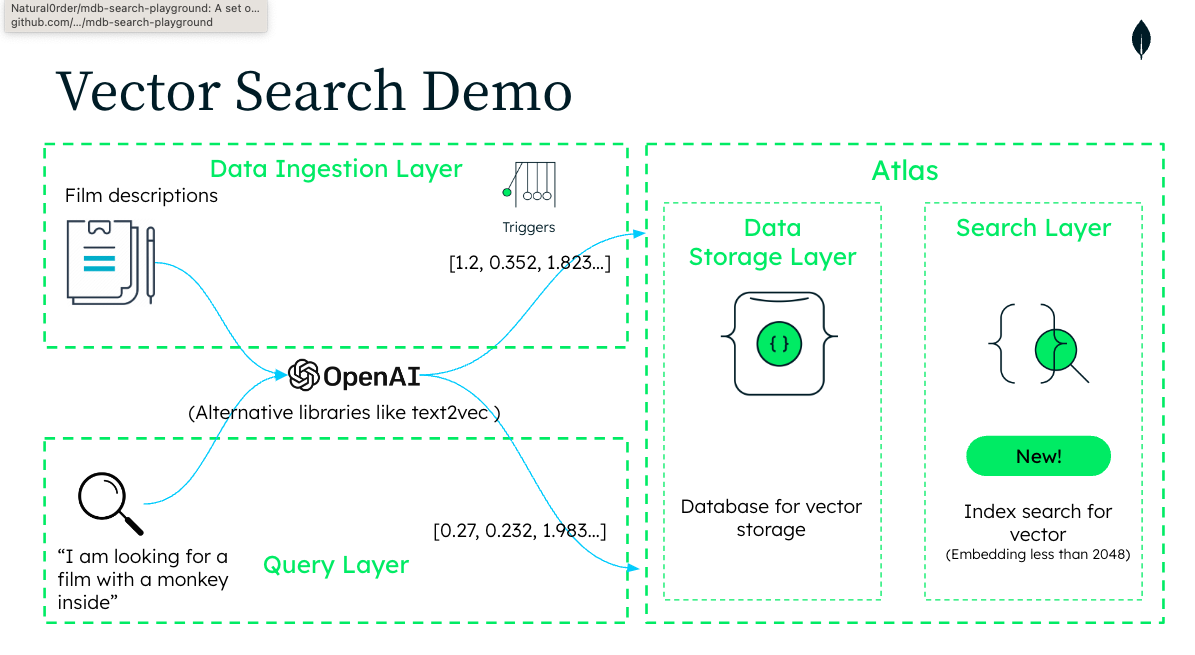 Natural0rder/mdb-search-playground: A set o...
github.com/.../mdb-search-playground
Vector Search Demo
Data Ingestion Layer
Film descriptions
Triggers
[1.2, 0.352, 1.823...]
OpenAI
(Alternative libraries like text2vec )
[0.27, 0.232, 1.983...]
“I am looking for a
film with a monkey
inside”
Query Layer
Atlas
Data
Storage Layer
{ }
Database for vector
storage
Search Layer
{ }
New!
Index search for
vector
(Embedding less than 2048)